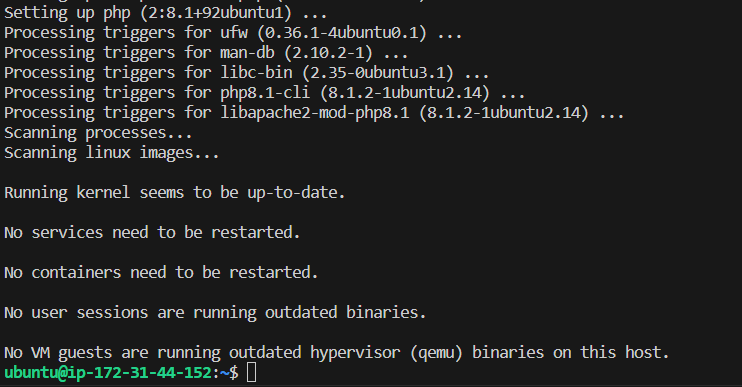 Setting up php (2:8.1+92ubuntu1) ...
Processing triggers for ufw (0.36.1-4ubuntu0.1) ...
Processing triggers for man-db (2.10.2-1) ...
Processing triggers for libc-bin (2.35-0ubuntu3.1) ...
Processing triggers for php8.1-cli (8.1.2-1ubuntu2.14) ...
Processing triggers for libapache2-mod-php8.1 (8.1.2-1ubuntu2.14) ...
Scanning processes...
Scanning linux images...
Running kernel seems to be up-to-date.
No services need to be restarted.
No containers need to be restarted.
No user sessions are running outdated binaries.
No VM guests are running outdated hypervisor (qemu) binaries on this host.
ubuntu@ip-172-31-44-152:~$